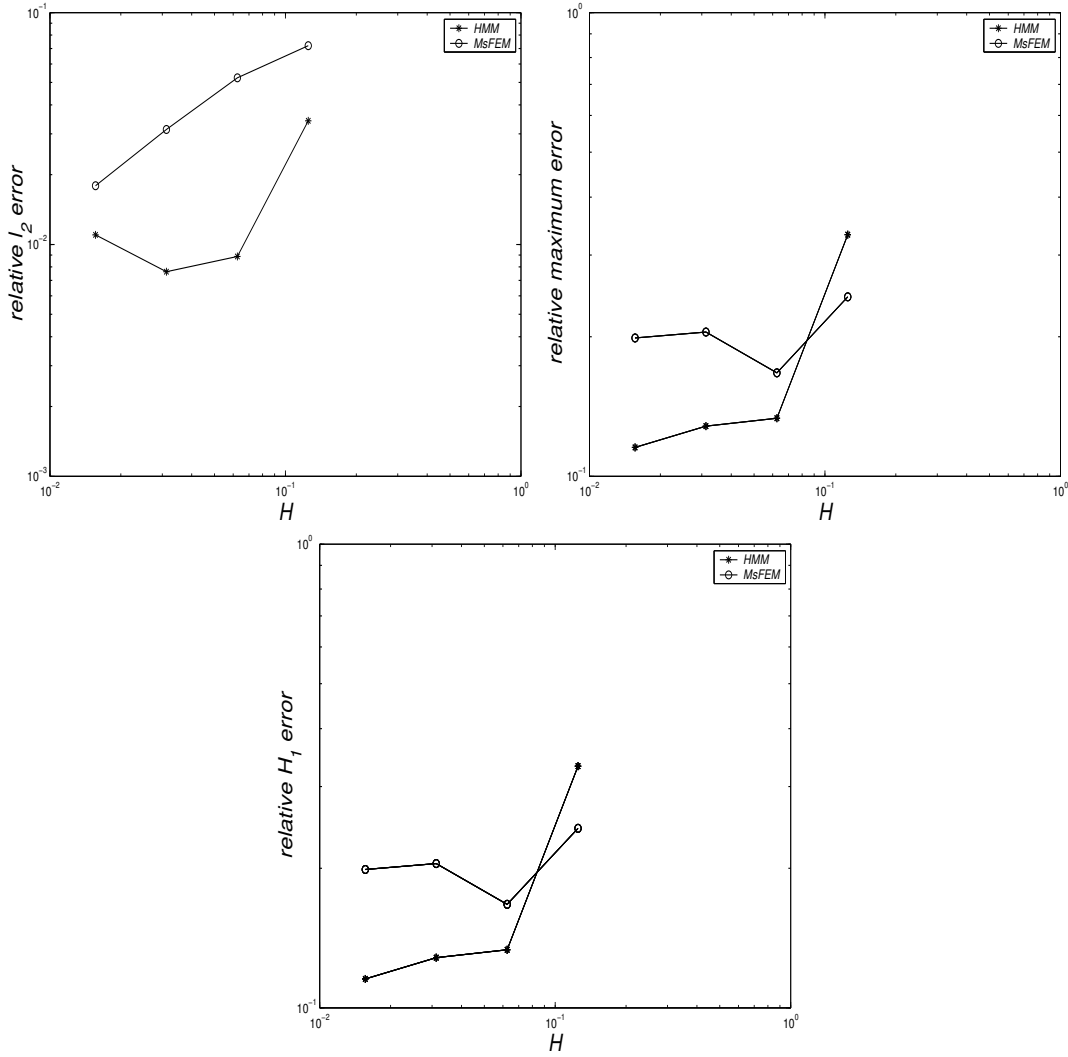 10^-1
10^-2
10^-3
relative l_2 error
HMM
MsFEM
10^-2
10^-1
10^0
H
10^0
10^-1
relative maximum error
HMM
MsFEM
10^-2
10^-1
10^0
H
10^0
10^-1
relative H_1 error
HMM
MsFEM
10^-2
10^-1
10^0
H